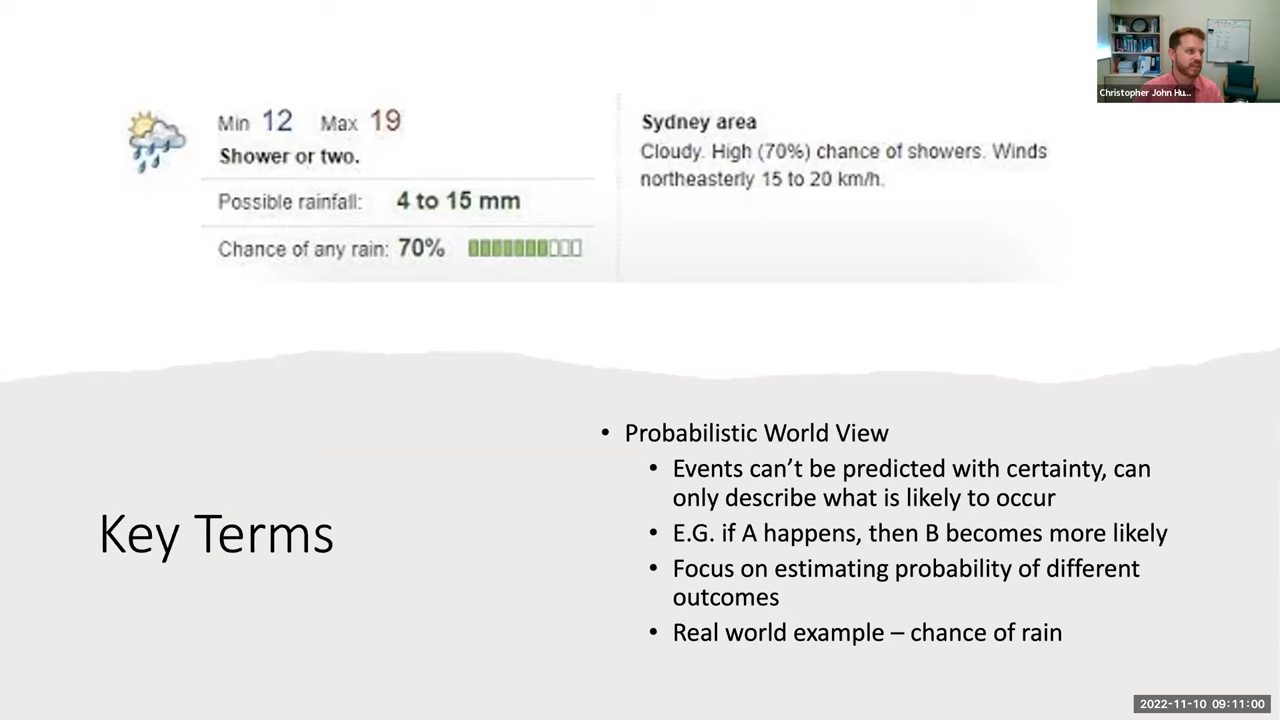 Min 12 Max 19
Shower or two.
Possible rainfall: 4 to 15 mm
Chance of any rain: 70%
Sydney area
Cloudy. High (70%) chance of showers. Winds
northeasterly 15 to 20 km/h.
Christopher John Hu...
Key Terms
• Probabilistic World View
• Events can’t be predicted with certainty, can
only describe what is likely to occur
• E.G. if A happens, then B becomes more likely
• Focus on estimating probability of different
outcomes
• Real world example – chance of rain
2022-11-10 09:11:00